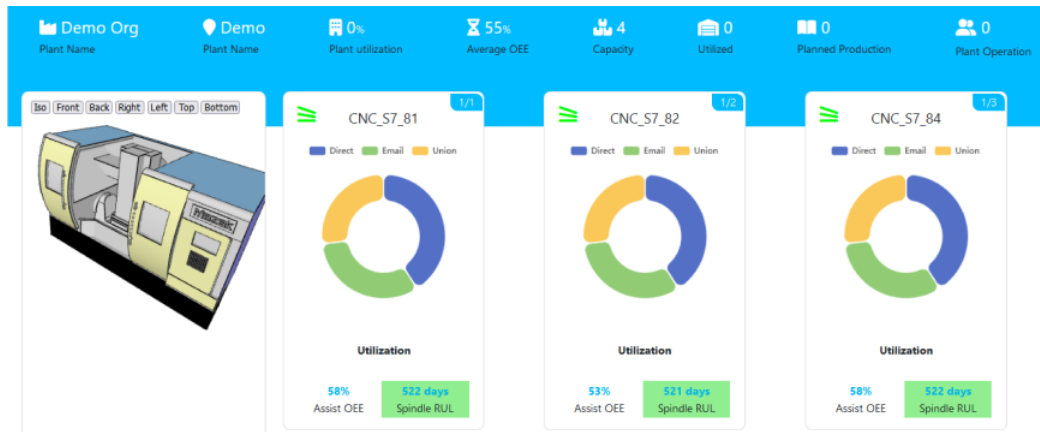 Demo Org
Plant Name
Demo
Plant Name
0%
Plant utilization
55%
Average OEE
4
Capacity
0
Utilized
0
Planned Production
0
Plant Operation
Iso Front Back Right Left Top Bottom
1/1
CNC_S7_81
Direct Email Union
Utilization
58%
Assist OEE
522 days
Spindle RUL
1/2
CNC_S7_82
Direct Email Union
Utilization
53%
Assist OEE
521 days
Spindle RUL
1/3
CNC_S7_84
Direct Email Union
Utilization
58%
Assist OEE
522 days
Spindle RUL